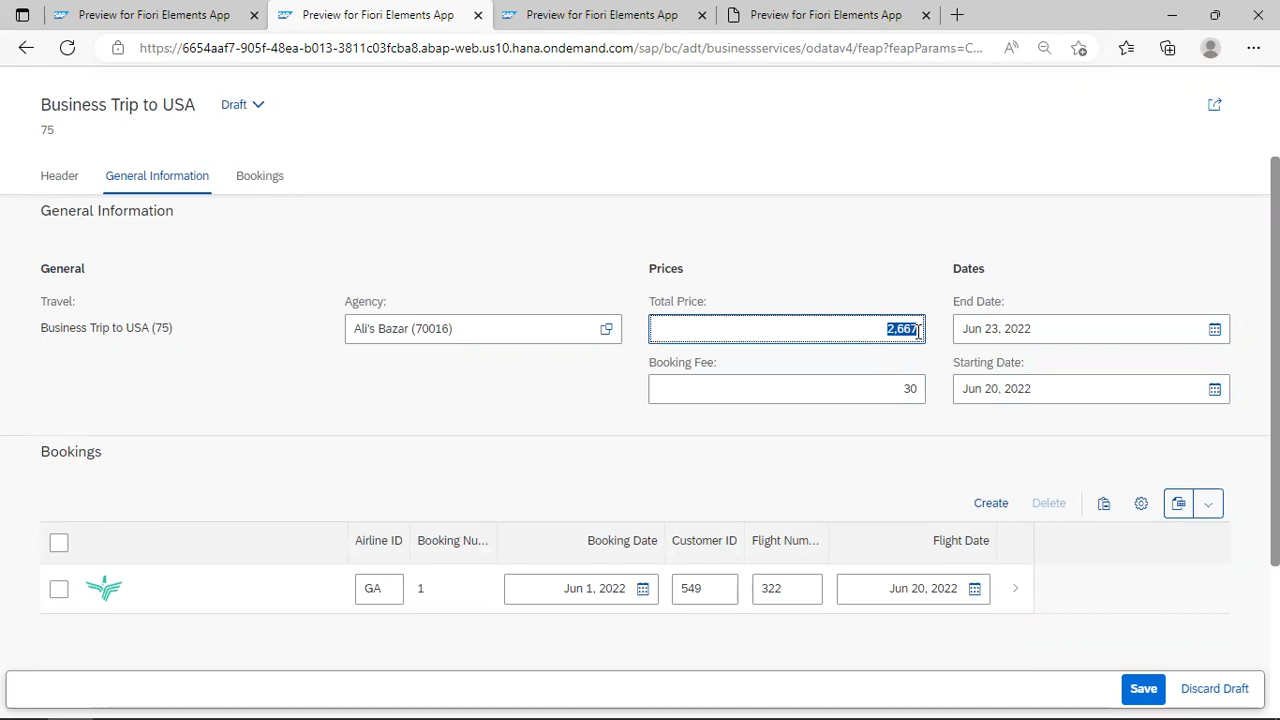 Preview for Fiori Elements App
Preview for Fiori Elements App
Preview for Fiori Elements App
Preview for Fiori Elements App
https://6654aaf7-905f-48ea-b013-3811c03fcba8.abap-web.us10.hana.ondemand.com/sap/bc/adt/businessservices/odatav4/feap?feapParams=C...
Business Trip to USA Draft
75
Header General Information Bookings
General Information
General Prices Dates
Travel: Agency: Total Price: End Date:
Business Trip to USA (75) Ali's Bazar (70016) 2,667 Jun 23, 2022
Booking Fee: Starting Date:
30 Jun 20, 2022
Bookings
Create Delete
Airline ID Booking Nu... Booking Date Customer ID Flight Num... Flight Date
GA 1 Jun 1, 2022 549 322 Jun 20, 2022
Save Discard Draft